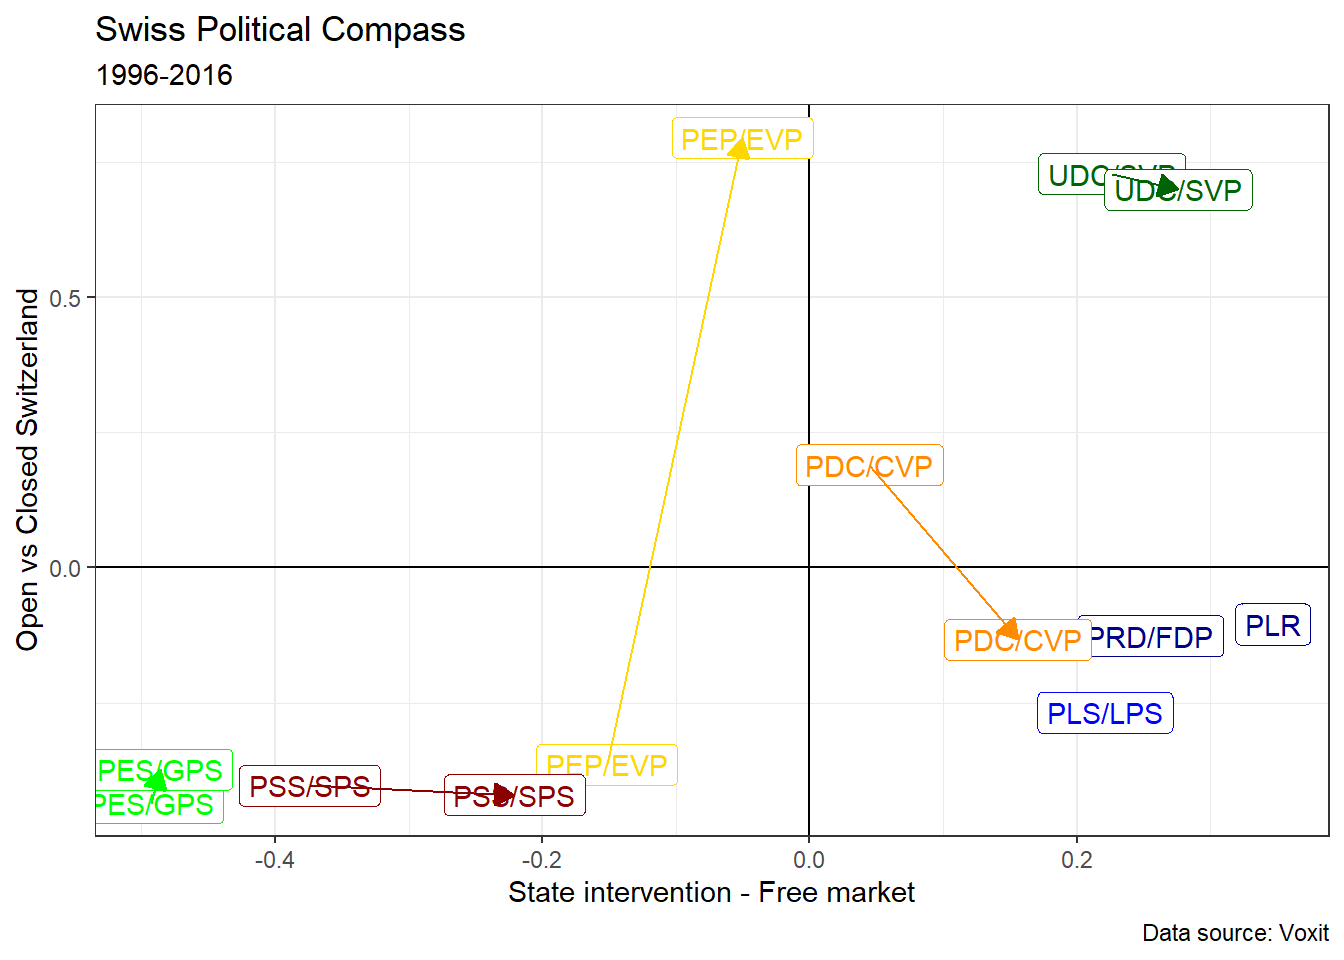 Swiss Political Compass
1996-2016
PEP/EVP
UDC/SVP
UDC/SVP
0.5
PDC/CVP
Open vs Closed Switzerland
0.0
PLR
PDC/CVP
PRD/FDP
PLS/LPS
PES/GPS
PEP/EVP
PSS/SPS
PSS/SPS
PES/GPS
-0.4
-0.2
0.0
0.2
State intervention - Free market
Data source: Voxit